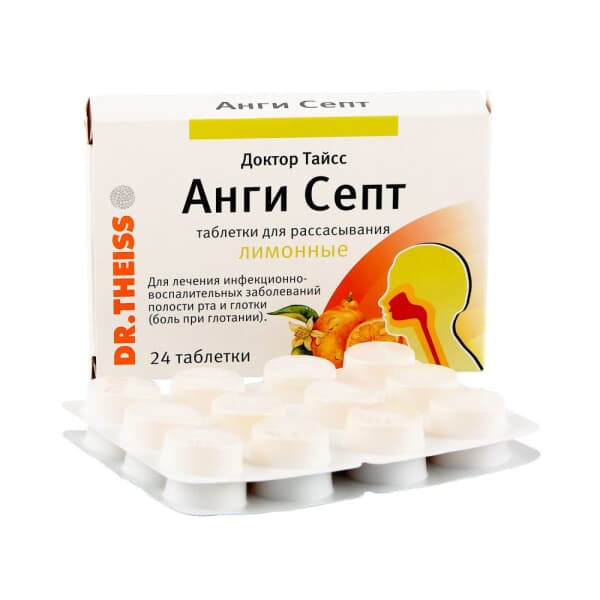 Анги Септ
DR.THEISS
Доктор Тайсс
Анги Септ
таблетки для рассасывания
лимонные
Для лечения инфекционно-
воспалительных заболеваний
полости рта и глотки
(боль при глотании).
24 таблетки